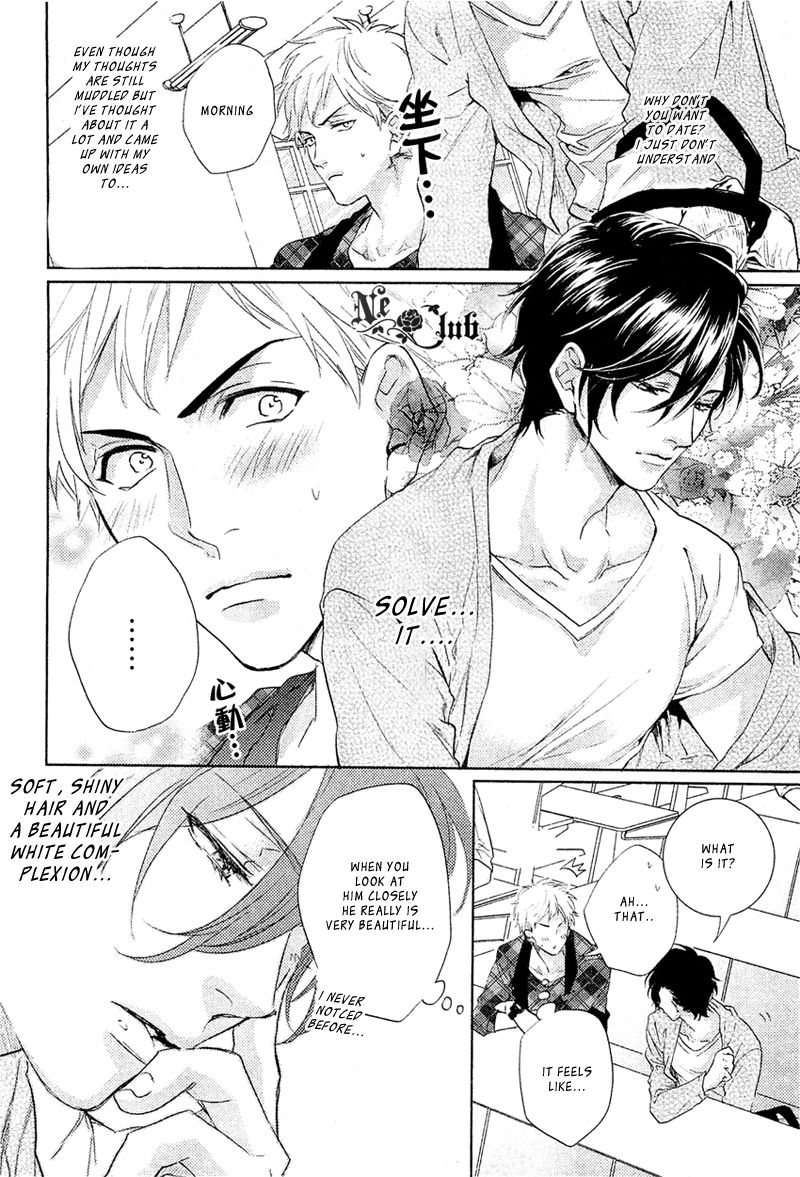 WHY DON'T
YOU WANT
TO DATE?
I JUST DON'T
UNDERSTAND
坐下…
MORNING
EVEN THOUGH
MY THOUGHTS
ARE STILL
MUDDLED BUT
I'VE THOUGHT
ABOUT IT A
LOT AND CAME
UP WITH MY
OWN IDEAS
TO...
Ne Club
SOLVE...
IT....
......
心動…
WHAT
IS IT?
AH...
THAT..
IT FEELS
LIKE...
WHEN YOU
LOOK AT
HIM CLOSELY
HE REALLY IS
VERY BEAUTIFUL...
I NEVER
NOTCED
BEFORE...
SOFT, SHINY
HAIR AND
A BEAUTIFUL
WHITE COM-
PLEXION...